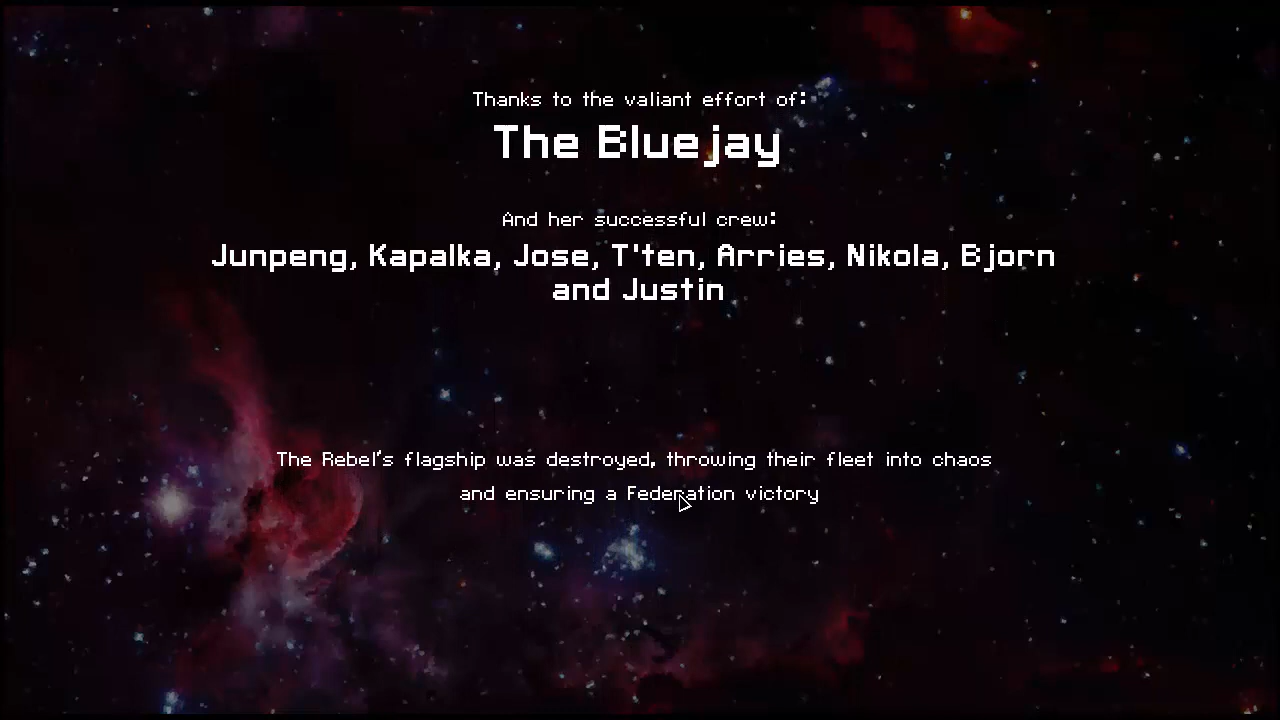 Thanks to the valiant effort of:
The Bluejay
And her successful crew:
Junpeng, Kapalka, Jose, T'ten, Arries, Nikola, Bjorn
and Justin
The Rebel's flagship was destroyed, throwing their fleet into chaos
and ensuring a Federation victory